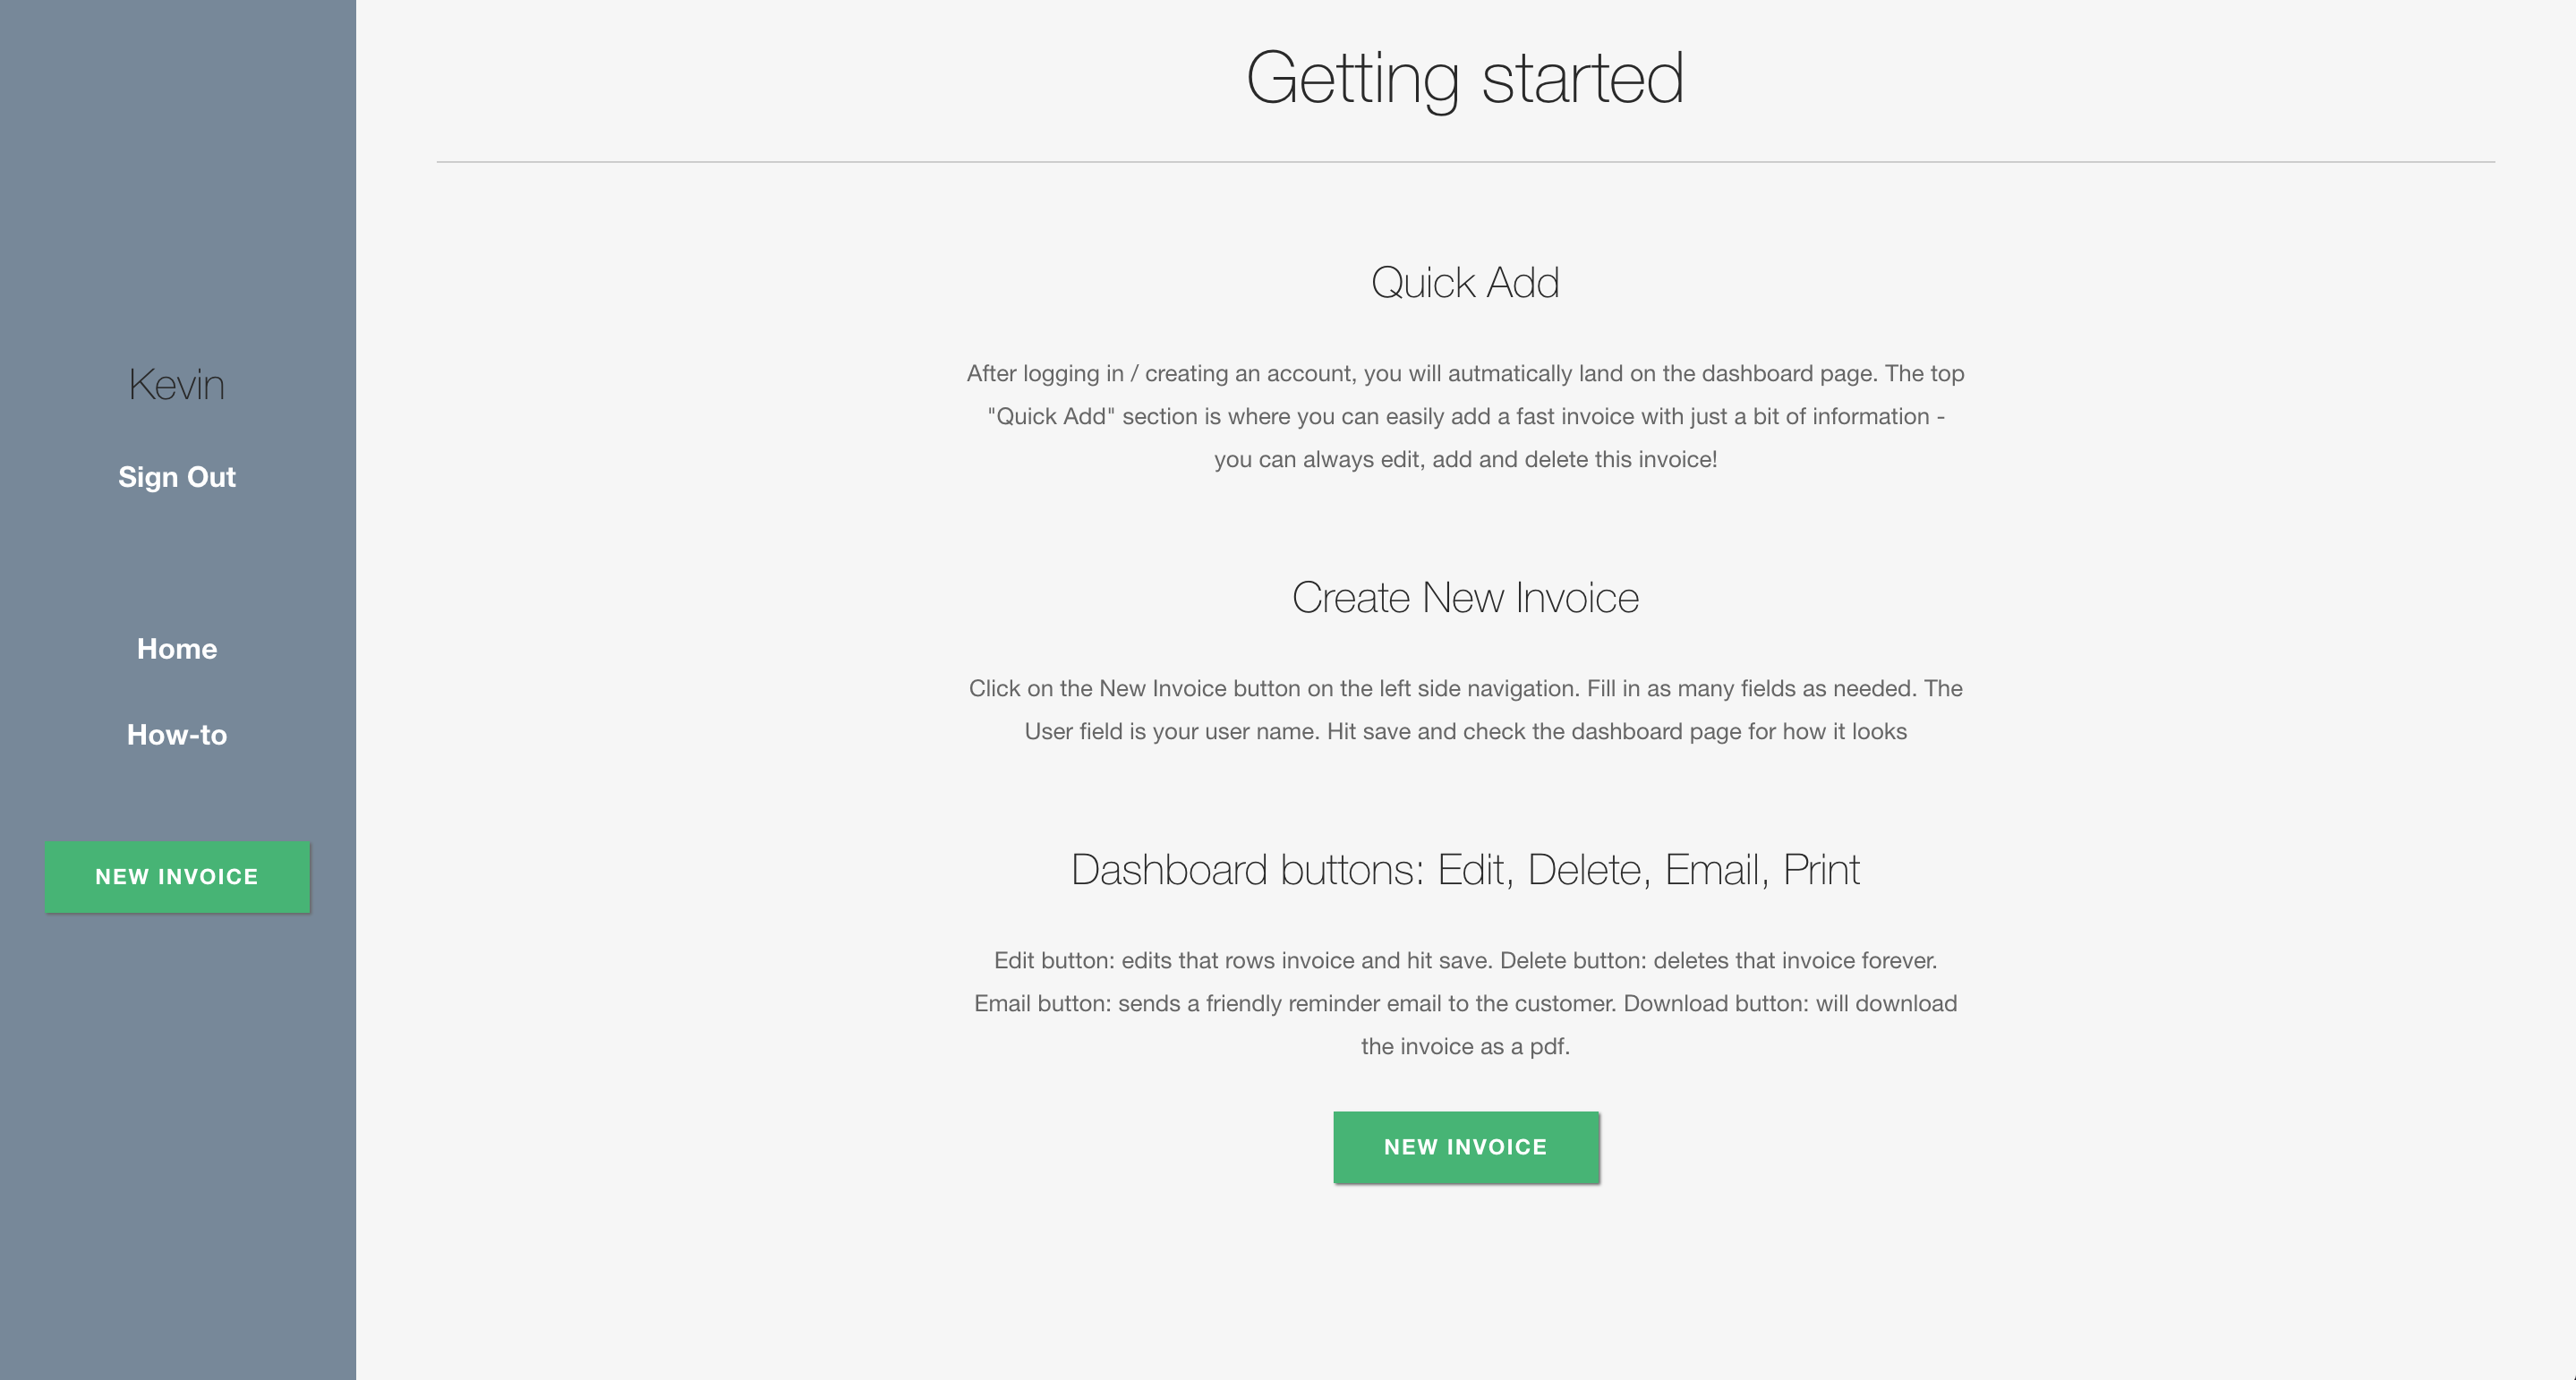 Kevin
Sign Out
Home
How-to
NEW INVOICE
Getting started
Quick Add
After logging in / creating an account, you will autmatically land on the dashboard page. The top
"Quick Add" section is where you can easily add a fast invoice with just a bit of information -
you can always edit, add and delete this invoice!
Create New Invoice
Click on the New Invoice button on the left side navigation. Fill in as many fields as needed. The
User field is your user name. Hit save and check the dashboard page for how it looks
Dashboard buttons: Edit, Delete, Email, Print
Edit button: edits that rows invoice and hit save. Delete button: deletes that invoice forever.
Email button: sends a friendly reminder email to the customer. Download button: will download
the invoice as a pdf.
NEW INVOICE